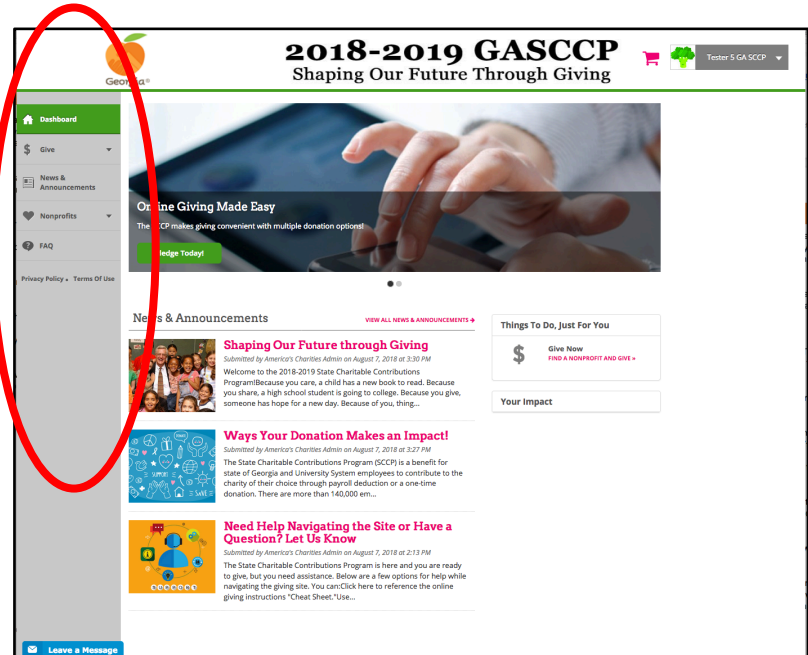 Georgia®
2018-2019 GASCCP
Shaping Our Future Through Giving
Tester 5 GA SCCP
Dashboard
Give
News &
Announcements
Nonprofits
FAQ
Privacy Policy • Terms Of Use
Online Giving Made Easy
The SCCP makes giving convenient with multiple donation options!
Pledge Today!
News & Announcements
VIEW ALL NEWS & ANNOUNCEMENTS
Shaping Our Future through Giving
Submitted by America's Charities Admin on August 7, 2018 at 3:30 PM
Welcome to the 2018-2019 State Charitable Contributions
Program!Because you care, a child has a new book to read. Because
you share, a high school student is going to college. Because you give,
someone has hope for a new day. Because of you, thing...
Ways Your Donation Makes an Impact!
Submitted by America's Charities Admin on August 7, 2018 at 3:27 PM
The State Charitable Contributions Program (SCCP) is a benefit for
state of Georgia and University System employees to contribute to the
charity of their choice through payroll deduction or a one-time
donation. There are more than 140,000 em...
SUPPORT
SAVE
Need Help Navigating the Site or Have a
Question? Let Us Know
Submitted by America's Charities Admin on August 7, 2018 at 2:13 PM
The State Charitable Contributions Program is here and you are ready
to give, but you need assistance. Below are a few options for help while
navigating the giving site. You can:Click here to reference the online
giving instructions "Cheat Sheet."Use...
SUPPORT
Things To Do, Just For You
Give Now
FIND A NONPROFIT AND GIVE »
Your Impact
Leave a Message